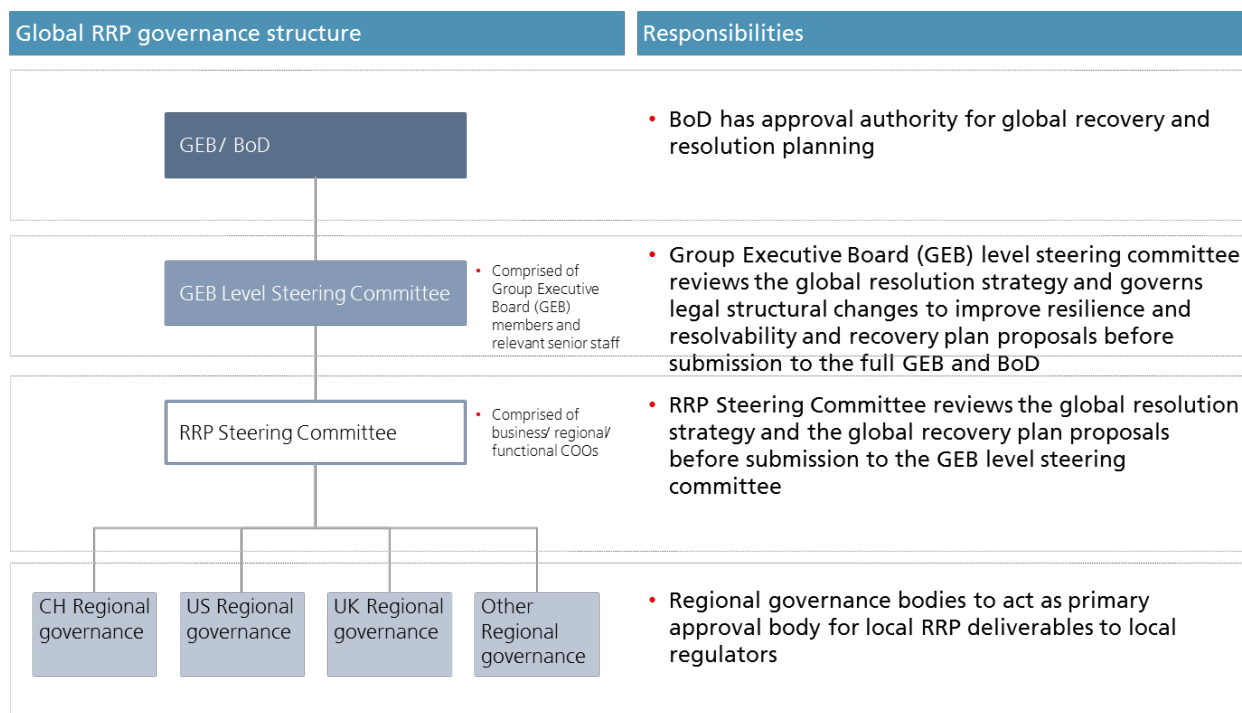 Global RRP governance structure
Responsibilities
GEB/ BoD
• BoD has approval authority for global recovery and
resolution planning
GEB Level Steering Committee
• Comprised of
Group Executive
Board (GEB)
members and
relevant senior staff
• Group Executive Board (GEB) level steering committee
reviews the global resolution strategy and governs
legal structural changes to improve resilience and
resolvability and recovery plan proposals before
submission to the full GEB and BoD
RRP Steering Committee
• Comprised of
business/ regional/
functional COOs
• RRP Steering Committee reviews the global resolution
strategy and the global recovery plan proposals
before submission to the GEB level steering
committee
CH Regional
governance
US Regional
governance
UK Regional
governance
Other
Regional
governance
• Regional governance bodies to act as primary
approval body for local RRP deliverables to local
regulators